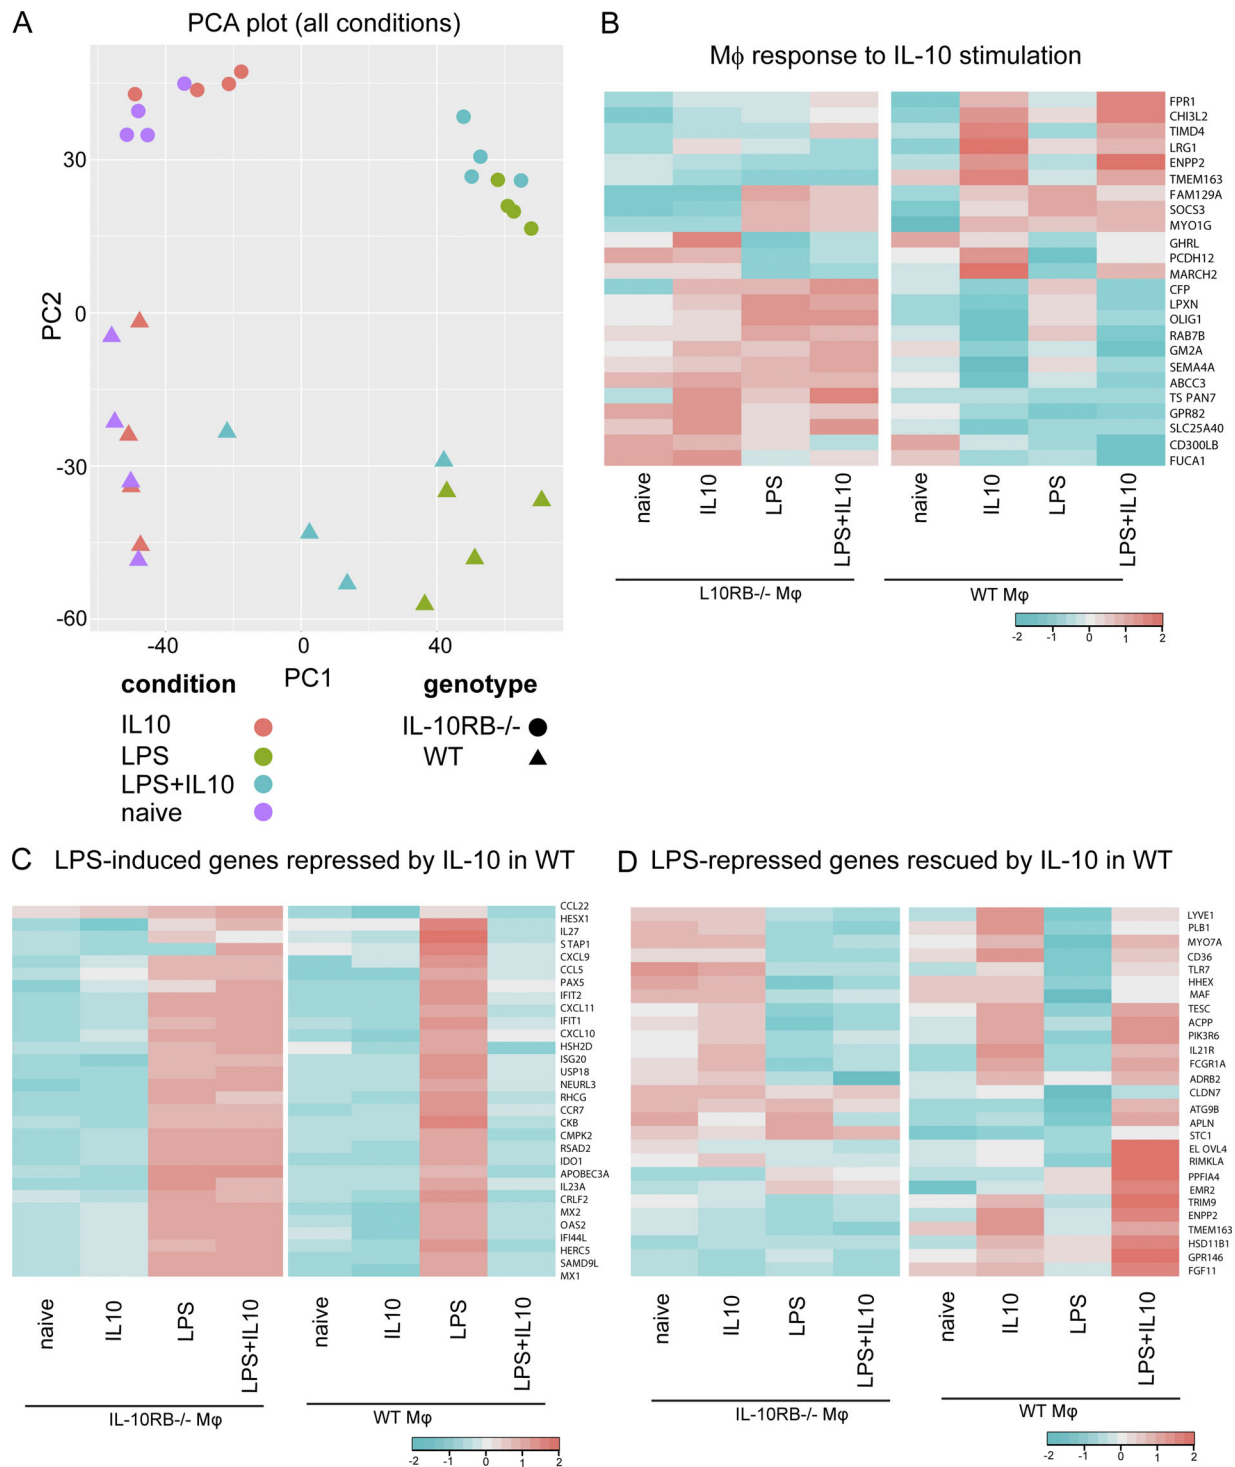 A
PCA plot (all conditions)
PC2
30
0
-30
-60
-40
0
40
PC1
condition
IL10
LPS
LPS+IL10
naive
genotype
IL-10RB-/-
WT
B
Mϕ response to IL-10 stimulation
FPR1
CHI3L2
TIMD4
LRG1
ENPP2
TMEM163
FAM129A
SOCS3
MYO1G
GHRL
PCDH12
MARCH2
CFP
LPXN
OLIG1
RAB7B
GM2A
SEMA4A
ABCC3
TS PAN7
GPR82
SLC25A40
CD300LB
FUCA1
naive
IL10
LPS
LPS+IL10
naive
IL10
LPS
LPS+IL10
L10RB-/- Mφ
WT Mφ
-2 -1 0 1 2
C
LPS-induced genes repressed by IL-10 in WT
CCL22
HESX1
IL27
S TAP1
CXCL9
CCL5
PAX5
IFIT2
CXCL11
IFIT1
CXCL10
HSH2D
ISG20
USP18
NEURL3
RHCG
CCR7
CKB
CMPK2
RSAD2
IDO1
APOBEC3A
IL23A
CRLF2
MX2
OAS2
IFI44L
HERC5
SAMD9L
MX1
naive
IL10
LPS
LPS+IL10
naive
IL10
LPS
LPS+IL10
IL-10RB-/- Mφ
WT Mφ
-2 -1 0 1 2
D
LPS-repressed genes rescued by IL-10 in WT
LYVE1
PLB1
MYO7A
CD36
TLR7
HHEX
MAF
TESC
ACPP
PIK3R6
IL21R
FCGR1A
ADRB2
CLDN7
ATG9B
APLN
STC1
EL OVL4
RIMKLA
PPFIA4
EMR2
TRIM9
ENPP2
TMEM163
HSD11B1
GPR146
FGF11
naive
IL10
LPS
LPS+IL10
naive
IL10
LPS
LPS+IL10
IL-10RB-/- Mφ
WT Mφ
-2 -1 0 1 2